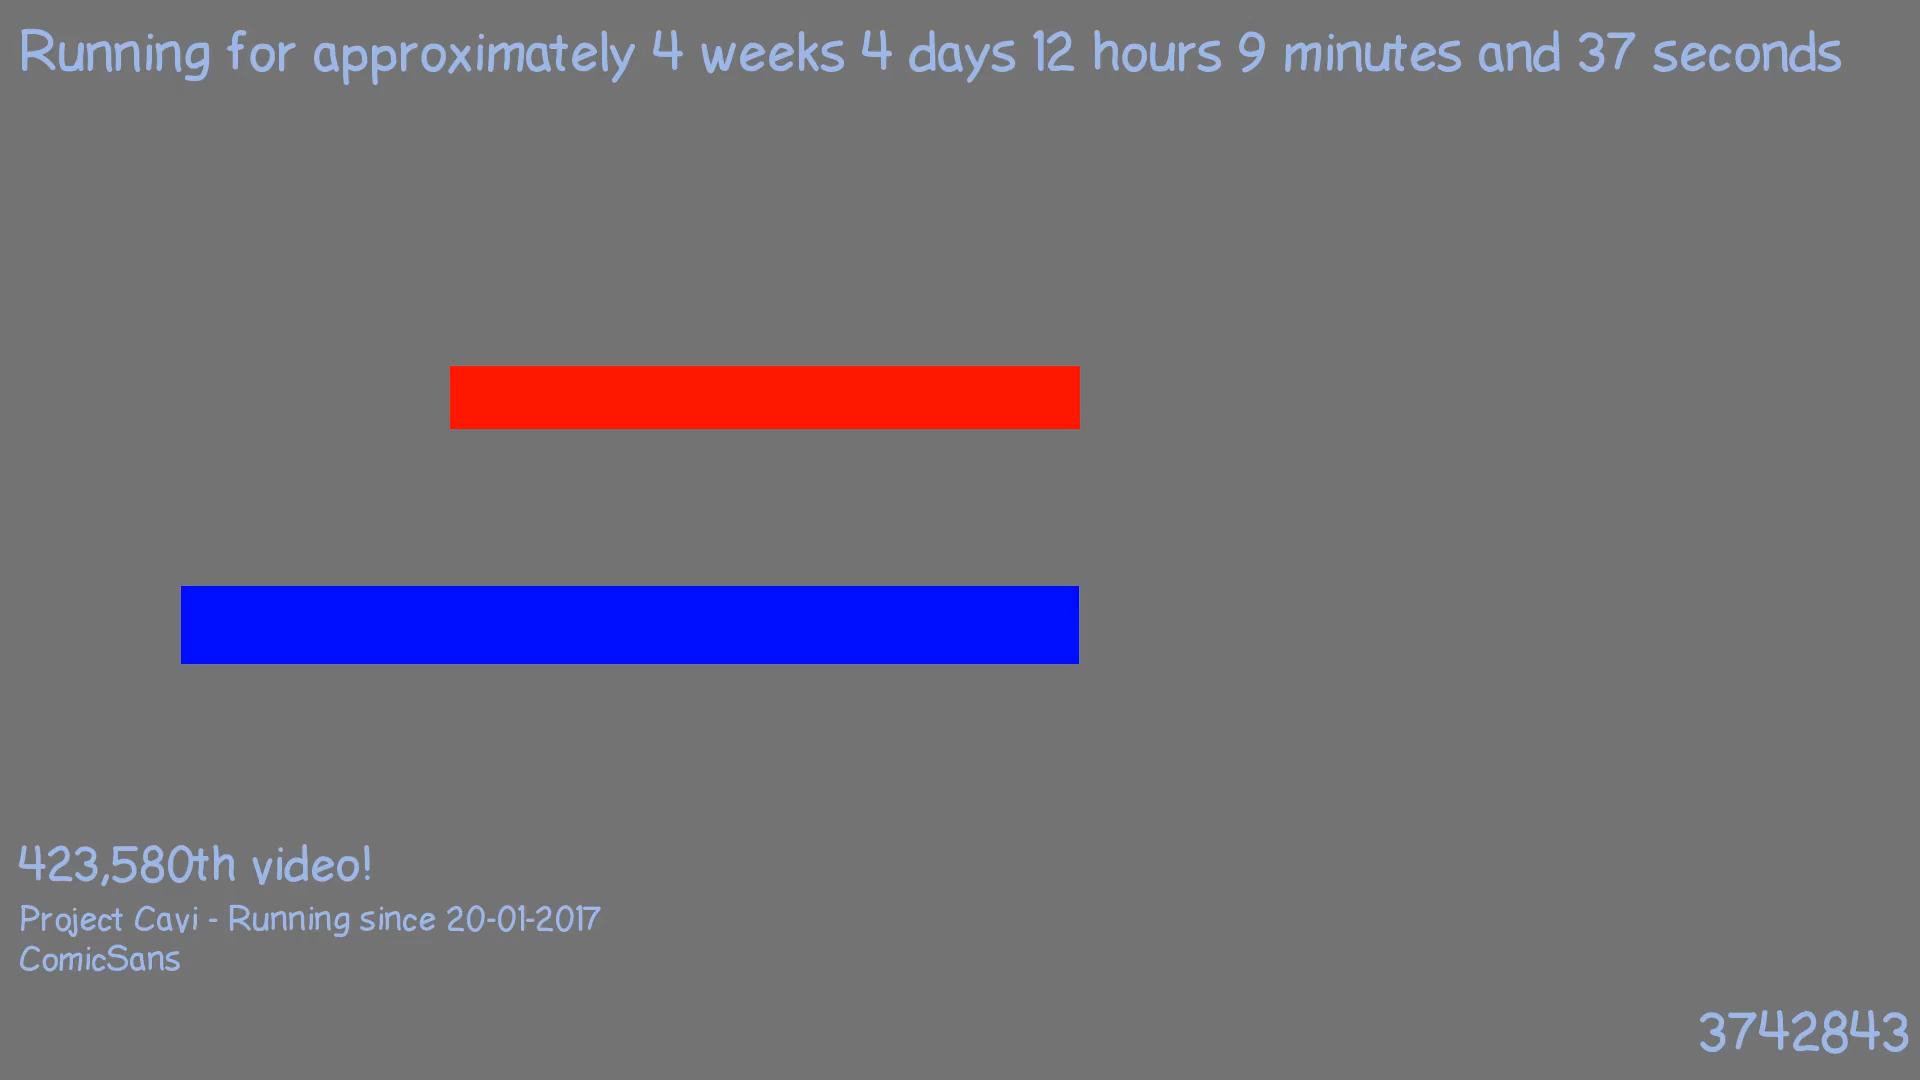 Running for approximately 4 weeks 4 days 12 hours 9 minutes and 37 seconds
423,580th video!
Project Cavi - Running since 20-01-2017
ComicSans
3742843